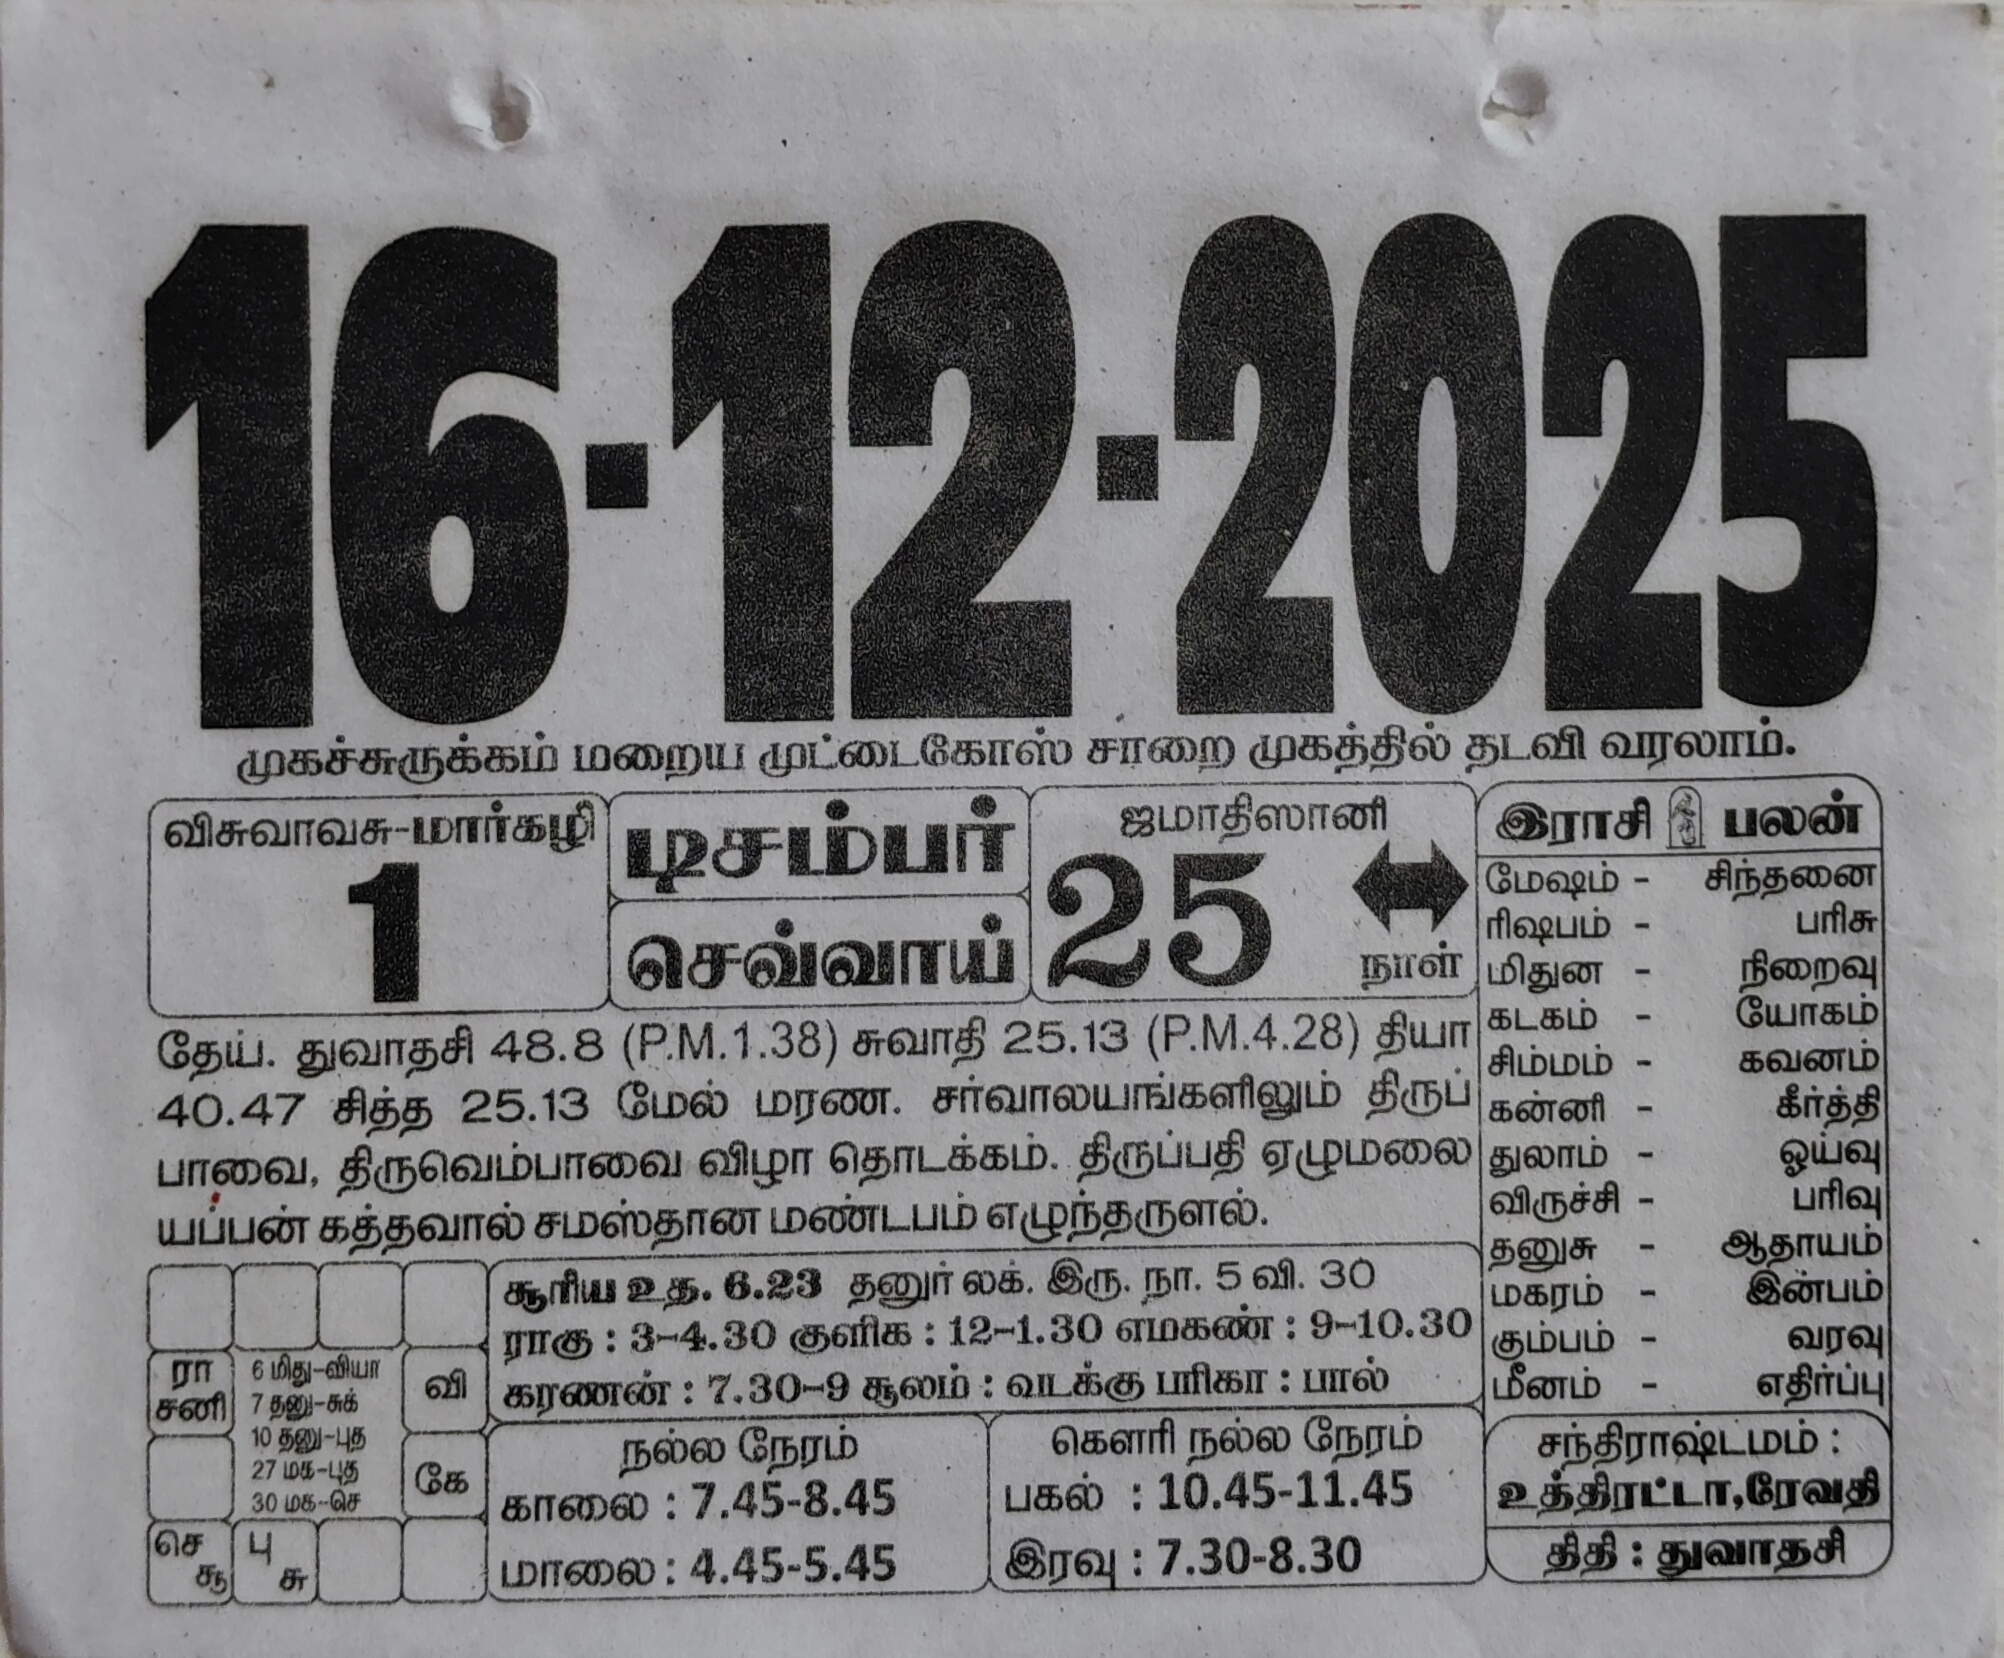 16-12-2025
முகச்சுருக்கம் மறைய முட்டைகோஸ் சாறை முகத்தில் தடவி வரலாம்.
விசுவாவசு-மார்கழி
1
டிசம்பர்
செவ்வாய்
ஜமாதிஸானி
25
நாள்
தேய். துவாதசி 48.8 (P.M.1.38) சுவாதி 25.13 (P.M.4.28) தியா
40.47 சித்த 25.13 மேல் மரண. சர்வாலயங்களிலும் திருப்
பாவை, திருவெம்பாவை விழா தொடக்கம். திருப்பதி ஏழுமலை
யப்பன் கத்தவால் சமஸ்தான மண்டபம் எழுந்தருளல்.
இராசி பலன்
மேஷம் - சிந்தனை
ரிஷபம் - பரிசு
மிதுன - நிறைவு
கடகம் - யோகம்
சிம்மம் - கவனம்
கன்னி - கீர்த்தி
துலாம் - ஓய்வு
விருச்சி - பரிவு
தனுசு - ஆதாயம்
மகரம் - இன்பம்
கும்பம் - வரவு
மீனம் - எதிர்ப்பு
ரா
சனி
6 மிது-வியா
7 தனு-சுக்
10 தனு-புத
27 மக-புத
30 மக-செ
வி
கே
செ
சூ
பு
சு
சூரிய உத. 6.23 தனுர் லக். இரு. நா. 5 வி. 30
ராகு : 3-4.30 குளிக : 12-1.30 எமகண் : 9-10.30
கரணன் : 7.30-9 சூலம் : வடக்கு பரிகா : பால்
நல்ல நேரம்
காலை : 7.45-8.45
மாலை : 4.45-5.45
கௌரி நல்ல நேரம்
பகல் : 10.45-11.45
இரவு : 7.30-8.30
சந்திராஷ்டமம் :
உத்திரட்டா,ரேவதி
திதி : துவாதசி